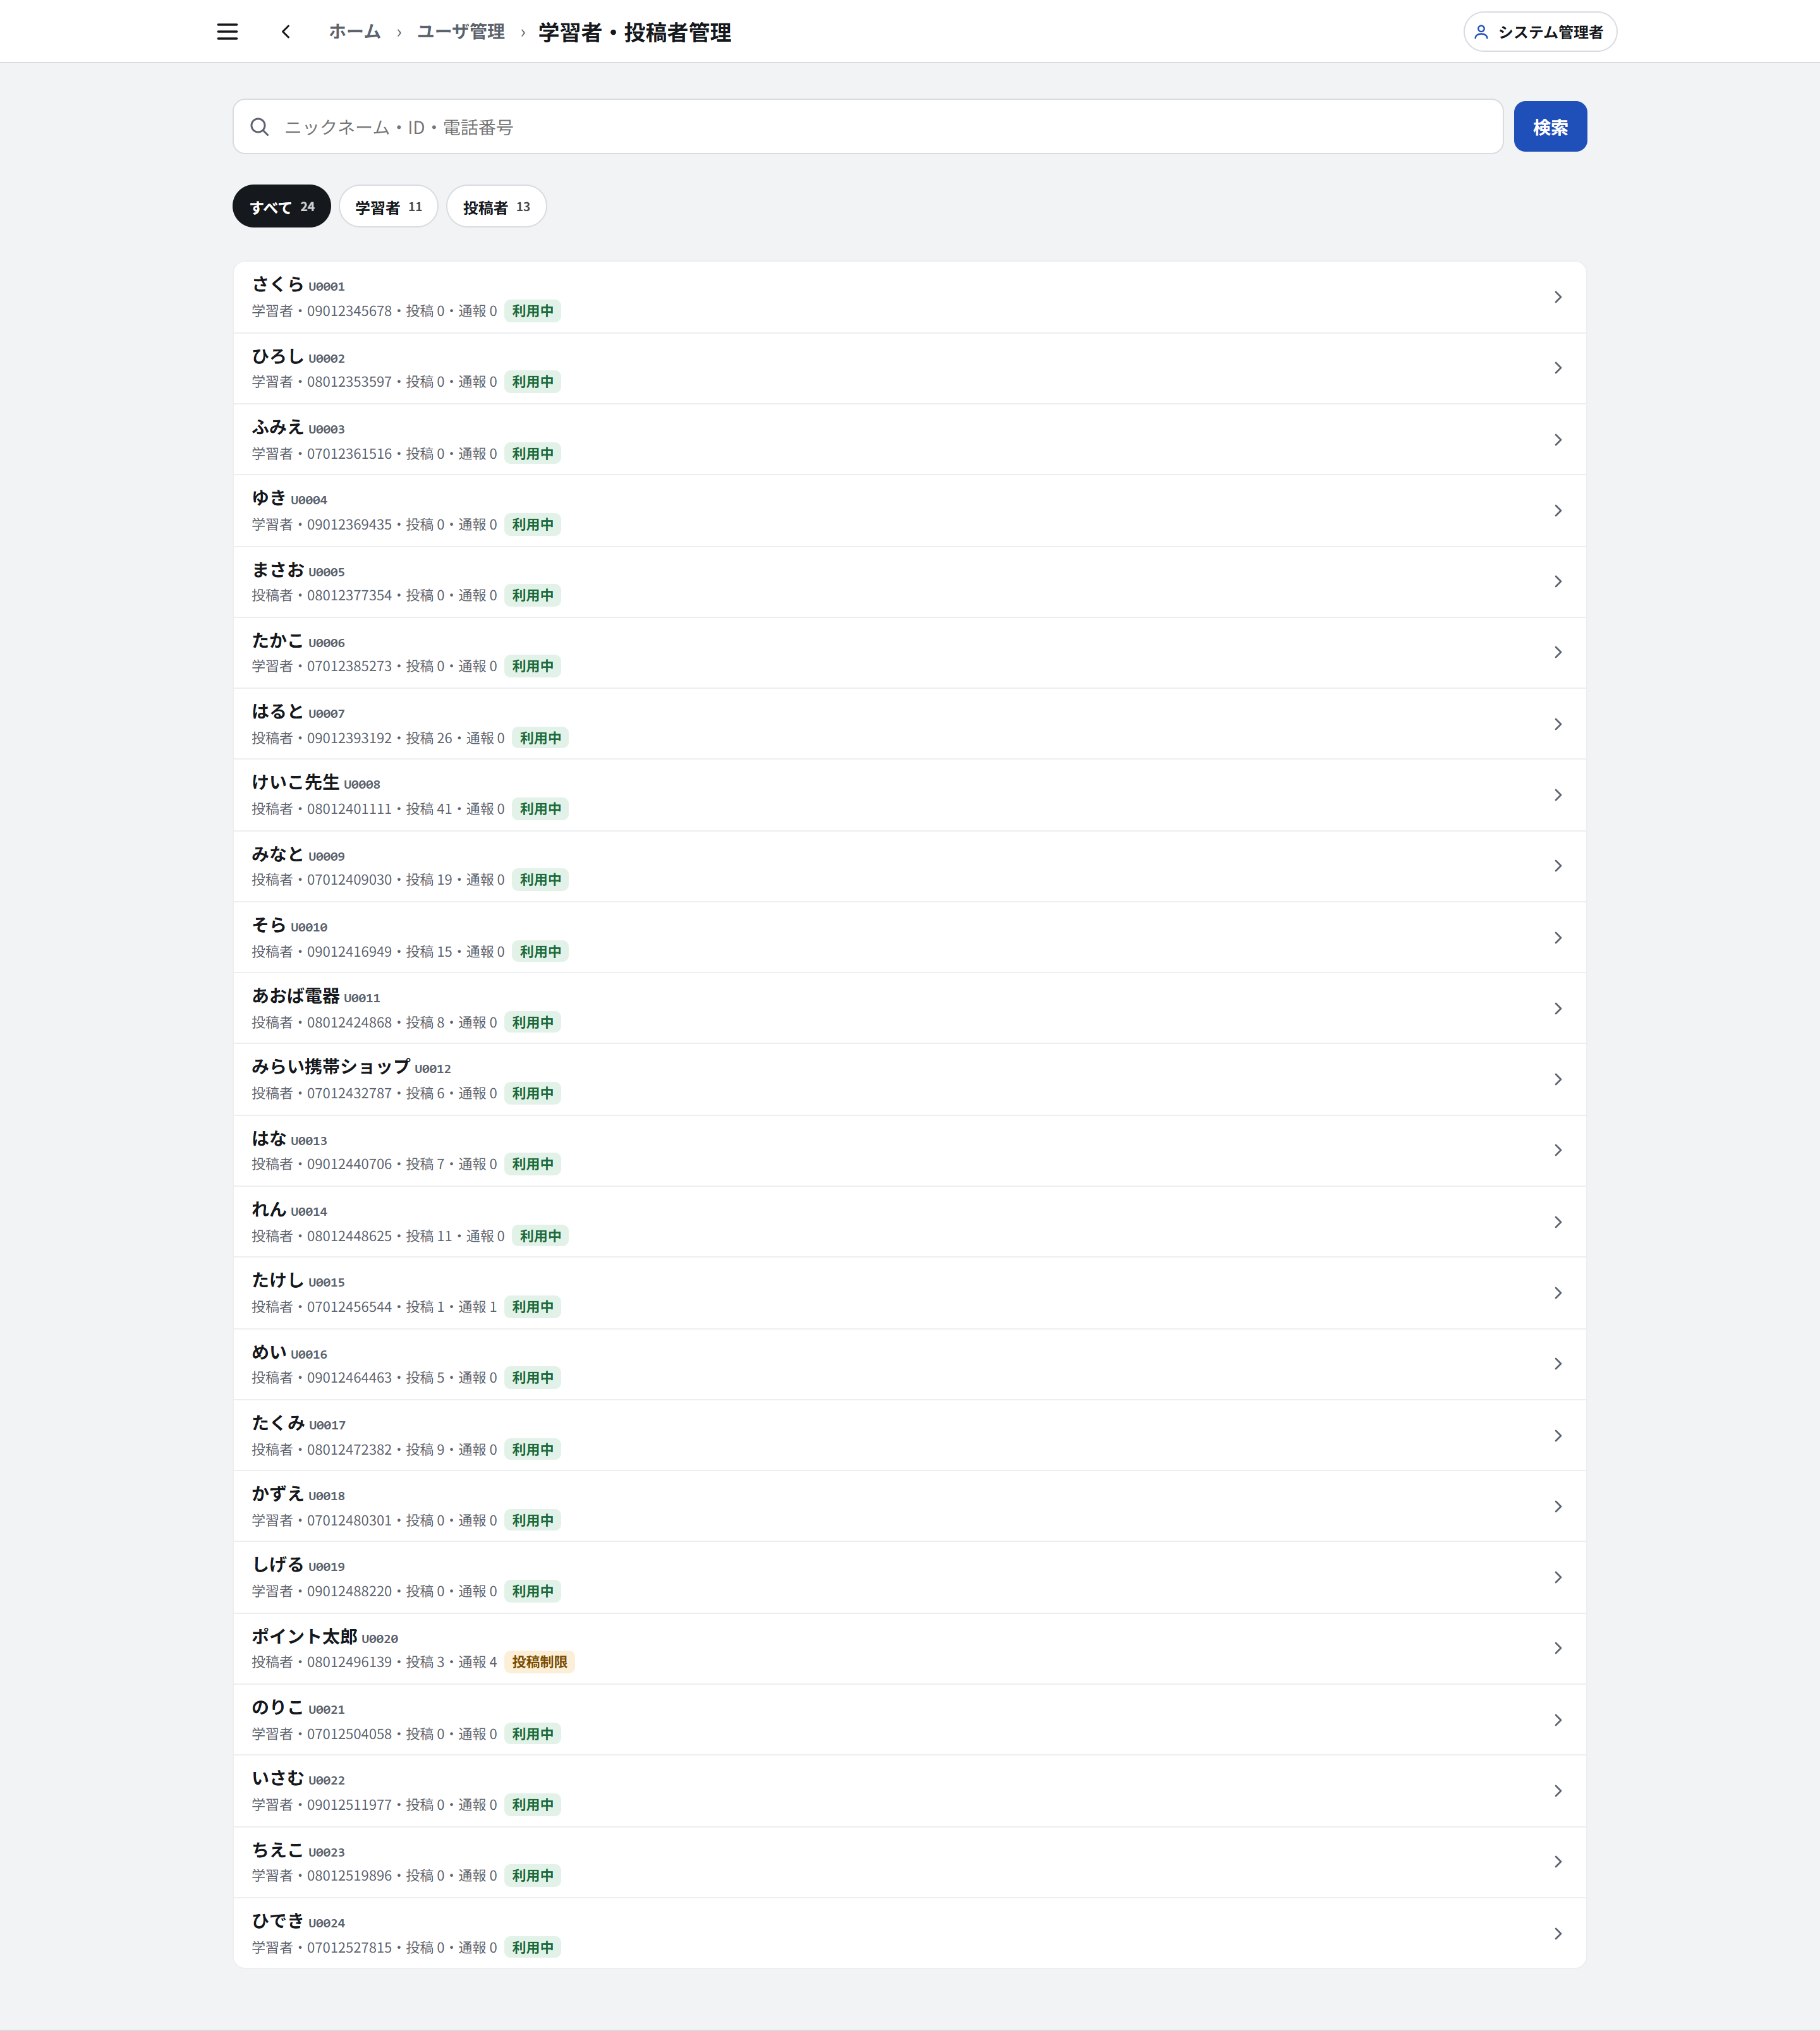 ホーム › ユーザ管理 › 学習者・投稿者管理
システム管理者
ニックネーム・ID・電話番号
検索
すべて 24 学習者 11 投稿者 13
さくら U0001
学習者・09012345678・投稿 0・通報 0 利用中
ひろし U0002
学習者・08012353597・投稿 0・通報 0 利用中
ふみえ U0003
学習者・07012361516・投稿 0・通報 0 利用中
ゆき U0004
学習者・09012369435・投稿 0・通報 0 利用中
まさお U0005
投稿者・08012377354・投稿 0・通報 0 利用中
たかこ U0006
学習者・07012385273・投稿 0・通報 0 利用中
はると U0007
投稿者・09012393192・投稿 26・通報 0 利用中
けいこ先生 U0008
投稿者・08012401111・投稿 41・通報 0 利用中
みなと U0009
投稿者・07012409030・投稿 19・通報 0 利用中
そら U0010
投稿者・09012416949・投稿 15・通報 0 利用中
あおば電器 U0011
投稿者・08012424868・投稿 8・通報 0 利用中
みらい携帯ショップ U0012
投稿者・07012432787・投稿 6・通報 0 利用中
はな U0013
投稿者・09012440706・投稿 7・通報 0 利用中
れん U0014
投稿者・08012448625・投稿 11・通報 0 利用中
たけし U0015
投稿者・07012456544・投稿 1・通報 1 利用中
めい U0016
投稿者・09012464463・投稿 5・通報 0 利用中
たくみ U0017
投稿者・08012472382・投稿 9・通報 0 利用中
かずえ U0018
学習者・07012480301・投稿 0・通報 0 利用中
しげる U0019
学習者・09012488220・投稿 0・通報 0 利用中
ポイント太郎 U0020
投稿者・08012496139・投稿 3・通報 4 投稿制限
のりこ U0021
学習者・07012504058・投稿 0・通報 0 利用中
いさむ U0022
学習者・09012511977・投稿 0・通報 0 利用中
ちえこ U0023
学習者・08012519896・投稿 0・通報 0 利用中
ひでき U0024
学習者・07012527815・投稿 0・通報 0 利用中